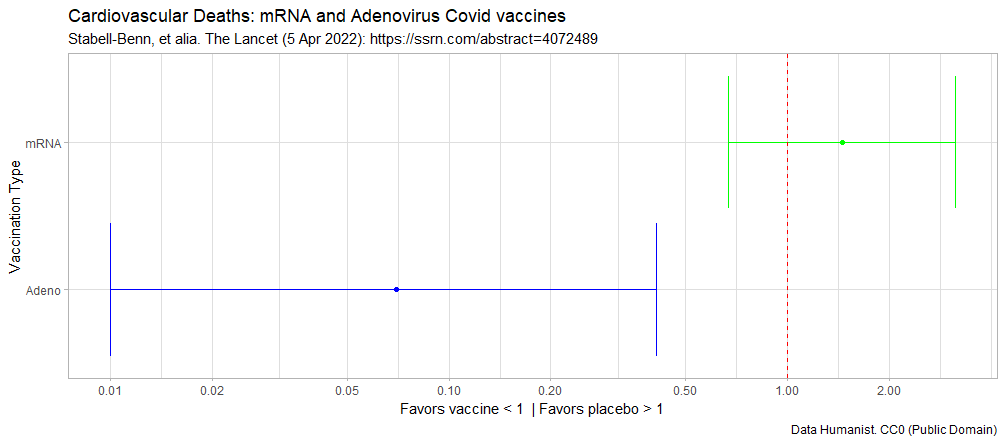 Cardiovascular Deaths: mRNA and Adenovirus Covid vaccines
Stabell-Benn, et alia. The Lancet (5 Apr 2022): https://ssrn.com/abstract=4072489
Vaccination Type
mRNA
Adeno
0.01 0.02 0.05 0.10 0.20 0.50 1.00 2.00
Favors vaccine < 1 | Favors placebo > 1
Data Humanist. CC0 (Public Domain)